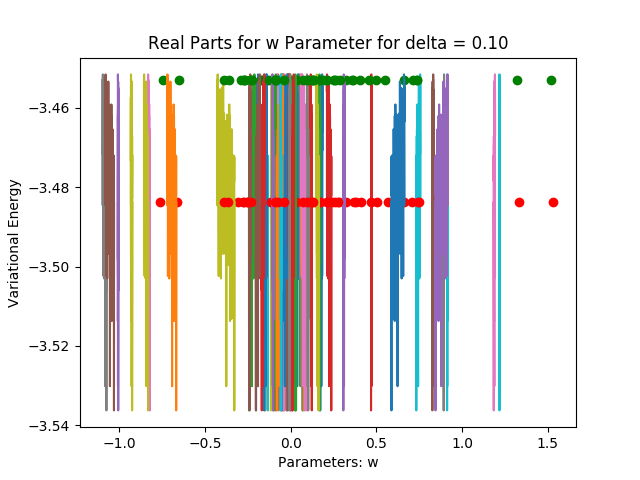 Real Parts for w Parameter for delta = 0.10
Variational Energy
−3.46
−3.48
−3.50
−3.52
−3.54
−1.0 −0.5 0.0 0.5 1.0 1.5
Parameters: w